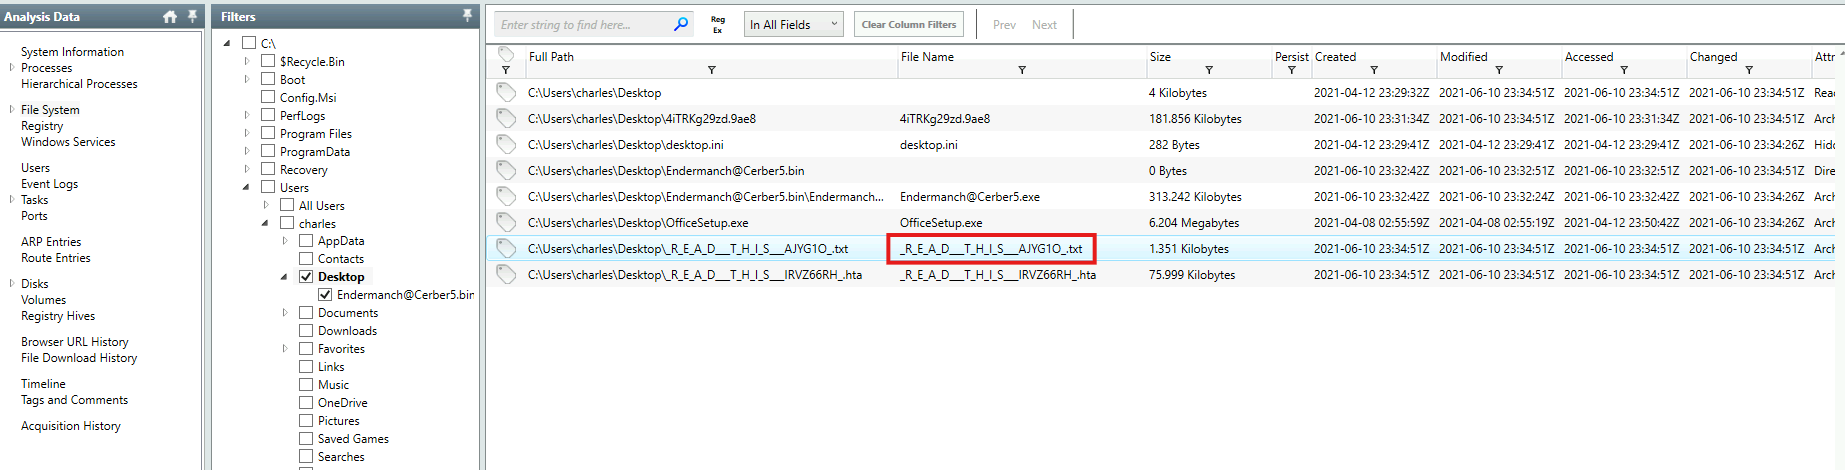 Analysis Data
System Information
Processes
Hierarchical Processes
File System
Registry
Windows Services
Users
Event Logs
Tasks
Ports
ARP Entries
Route Entries
Disks
Volumes
Registry Hives
Browser URL History
File Download History
Timeline
Tags and Comments
Acquisition History
Filters
C:\
$Recycle.Bin
Boot
Config.Msi
PerfLogs
Program Files
ProgramData
Recovery
Users
All Users
charles
AppData
Contacts
Desktop
Endermanch@Cerber5.bin
Documents
Downloads
Favorites
Links
Music
OneDrive
Pictures
Saved Games
Searches
Enter string to find here... Reg Ex In All Fields Clear Column Filters Prev Next
Full Path File Name Size Persist Created Modified Accessed Changed Attr
C:\Users\charles\Desktop 4 Kilobytes 2021-04-12 23:29:32Z 2021-06-10 23:34:51Z 2021-06-10 23:34:51Z 2021-06-10 23:34:51Z Rea
C:\Users\charles\Desktop\4iTRKg29zd.9ae8 4iTRKg29zd.9ae8 181.856 Kilobytes 2021-06-10 23:31:34Z 2021-06-10 23:34:51Z 2021-06-10 23:31:34Z 2021-06-10 23:34:51Z Arc
C:\Users\charles\Desktop\desktop.ini desktop.ini 282 Bytes 2021-04-12 23:29:41Z 2021-04-12 23:29:41Z 2021-04-12 23:29:41Z 2021-06-10 23:34:26Z Hid
C:\Users\charles\Desktop\Endermanch@Cerber5.bin 0 Bytes 2021-06-10 23:32:42Z 2021-06-10 23:32:42Z 2021-06-10 23:32:51Z 2021-06-10 23:34:26Z Dire
C:\Users\charles\Desktop\Endermanch@Cerber5.bin\Endermanch... Endermanch@Cerber5.exe 313.242 Kilobytes 2021-06-10 23:32:42Z 2021-06-10 23:32:24Z 2021-06-10 23:32:42Z 2021-06-10 23:34:26Z Arc
C:\Users\charles\Desktop\OfficeSetup.exe OfficeSetup.exe 6.204 Megabytes 2021-04-08 02:55:59Z 2021-04-08 02:55:19Z 2021-04-12 23:50:42Z 2021-06-10 23:34:26Z Arc
C:\Users\charles\Desktop\_R_E_A_D___T_H_I_S___AJYG1O_.txt _R_E_A_D___T_H_I_S___AJYG1O_.txt 1.351 Kilobytes 2021-06-10 23:34:51Z 2021-06-10 23:34:51Z 2021-06-10 23:34:51Z 2021-06-10 23:34:51Z Arc
C:\Users\charles\Desktop\_R_E_A_D___T_H_I_S___IRVZ66RH_.hta _R_E_A_D___T_H_I_S___IRVZ66RH_.hta 75.999 Kilobytes 2021-06-10 23:34:51Z 2021-06-10 23:34:51Z 2021-06-10 23:34:51Z 2021-06-10 23:34:51Z Arc